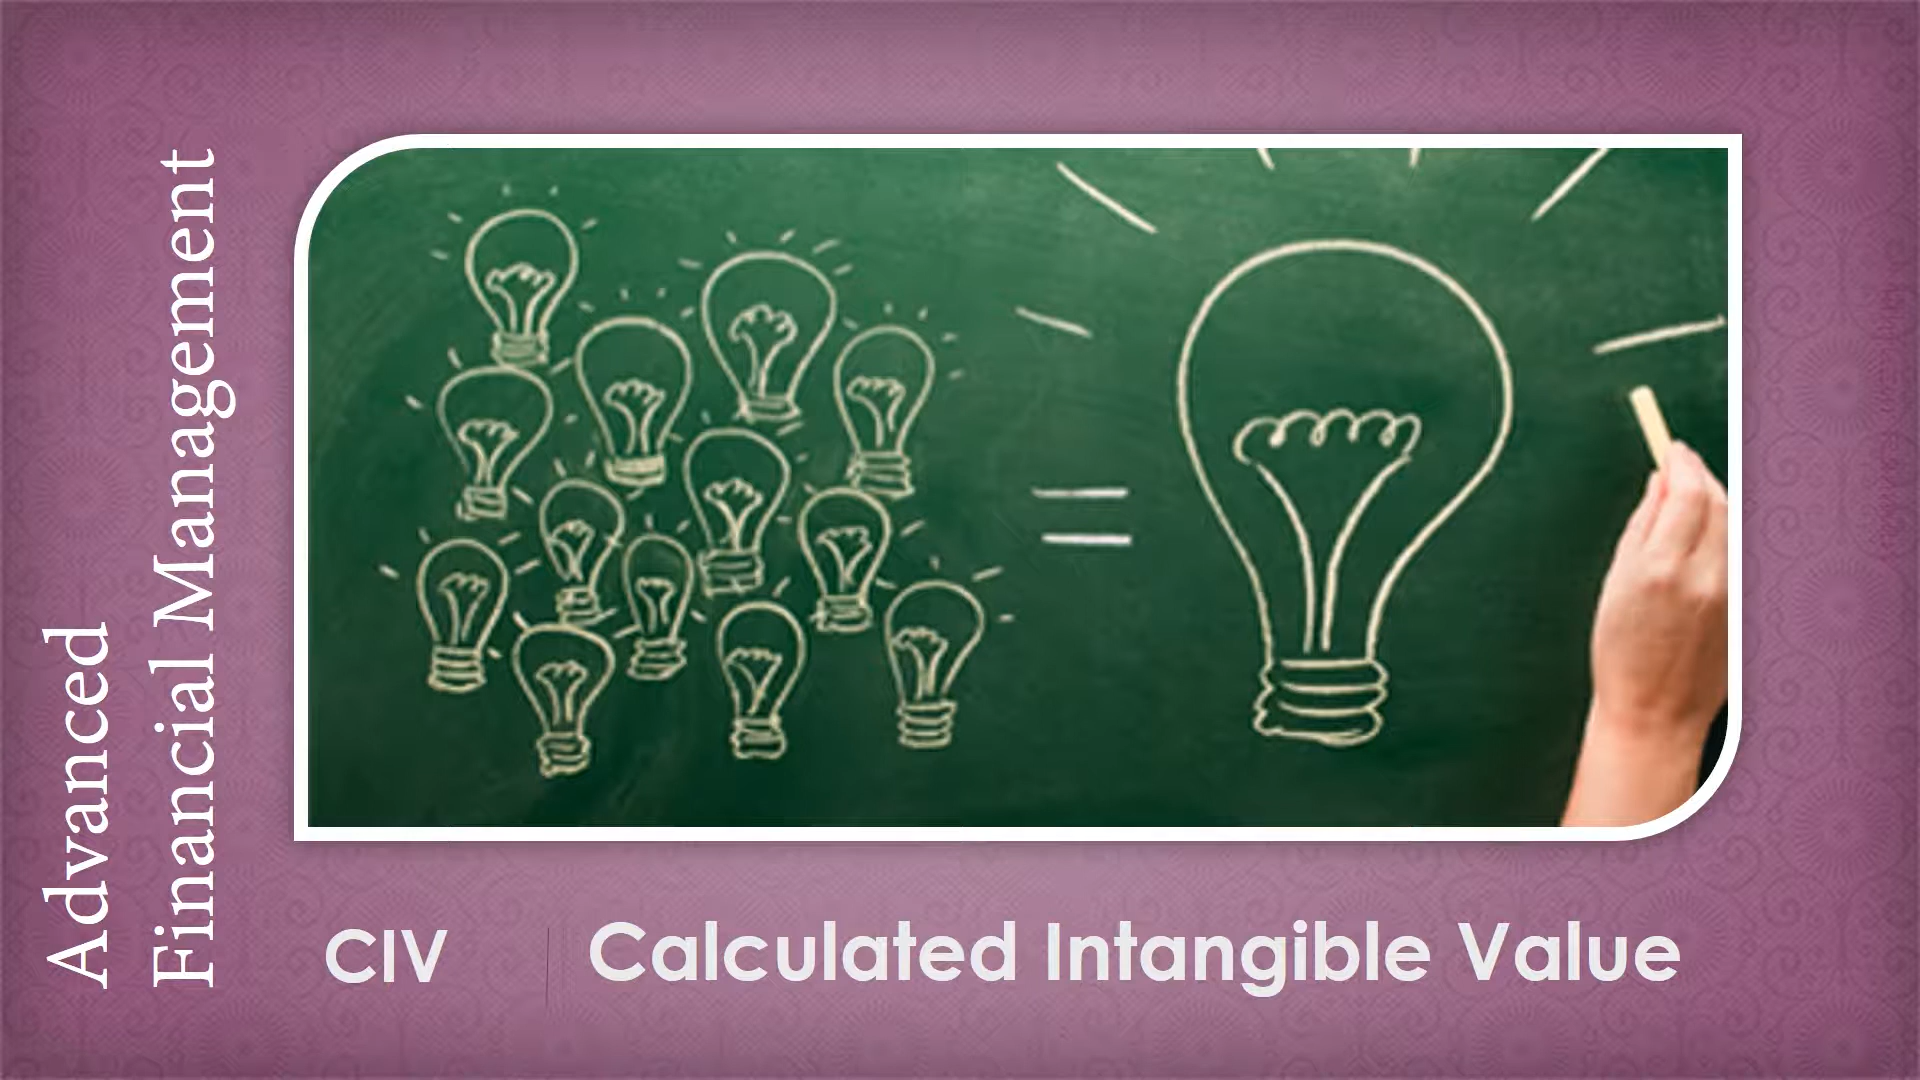 Advanced
Financial Management
CIV
Calculated Intangible Value